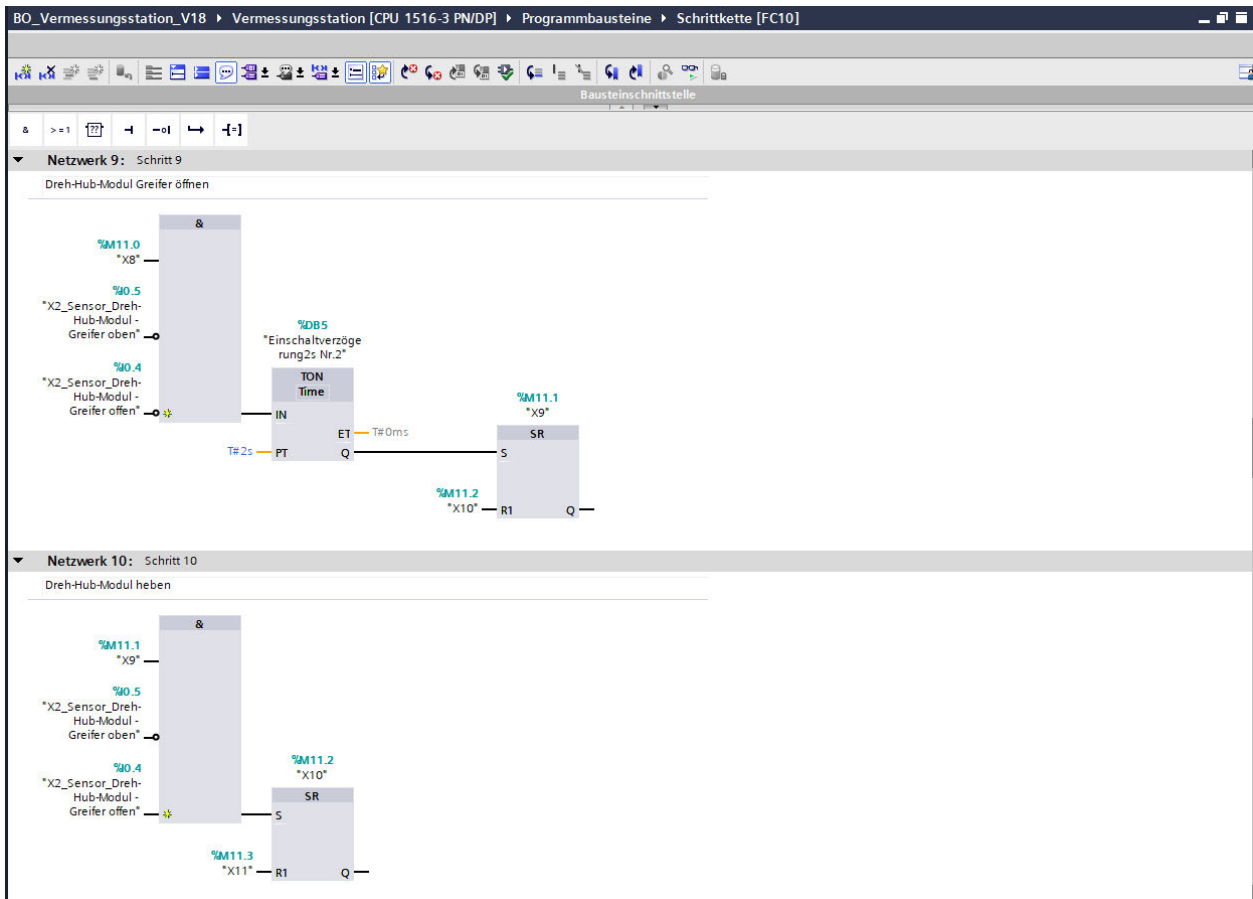 BO_Vermessungsstation_V18 ▸ Vermessungsstation [CPU 1516-3 PN/DP] ▸ Programmbausteine ▸ Schrittkette [FC10]
Bausteinschnittstelle
& >=1 ?? -[=]
Netzwerk 9: Schritt 9
Dreh-Hub-Modul Greifer öffnen
&
%M11.0
"X8"
%I0.5
"X2_Sensor_Dreh-
Hub-Modul -
Greifer oben"
%I0.4
"X2_Sensor_Dreh-
Hub-Modul -
Greifer offen"
%DB5
"Einschaltverzöge
rung2s Nr.2"
TON
Time
IN
ET T#0ms
T#2s PT Q
%M11.1
"X9"
SR
S
%M11.2
"X10" R1 Q
Netzwerk 10: Schritt 10
Dreh-Hub-Modul heben
&
%M11.1
"X9"
%I0.5
"X2_Sensor_Dreh-
Hub-Modul -
Greifer oben"
%I0.4
"X2_Sensor_Dreh-
Hub-Modul -
Greifer offen"
%M11.2
"X10"
SR
S
%M11.3
"X11" R1 Q